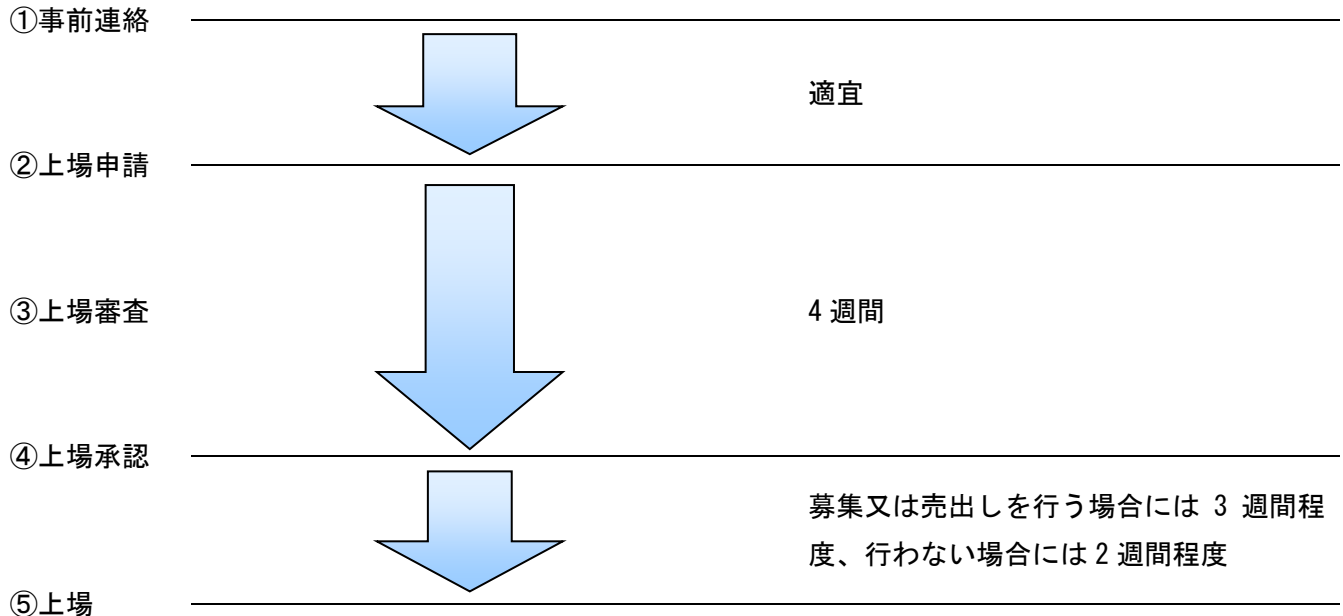 ①事前連絡
適宜
②上場申請
③上場審査
4 週間
④上場承認
募集又は売出しを行う場合には 3 週間程
度、行わない場合には 2 週間程度
⑤上場